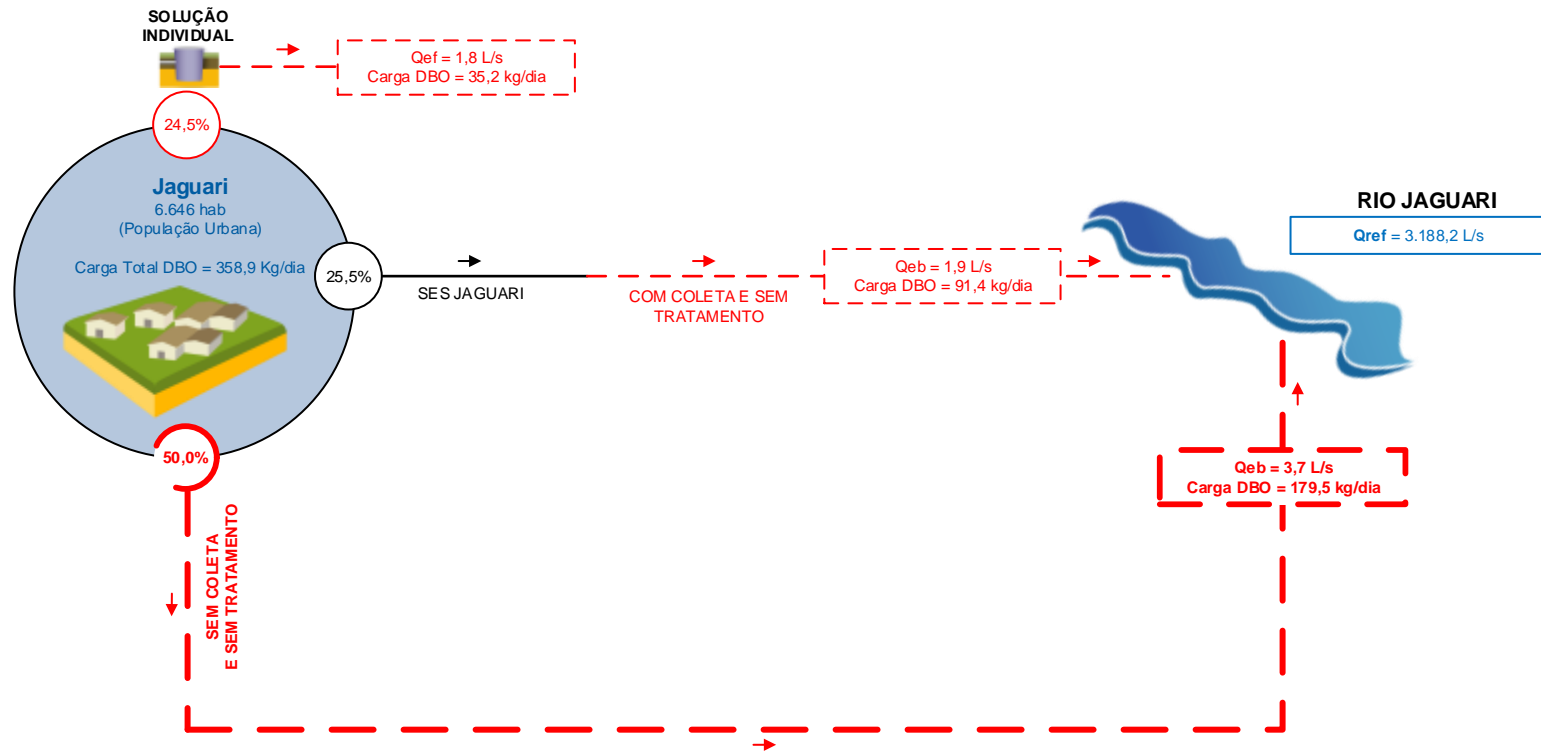 SOLUÇÃO
INDIVIDUAL
Qef = 1,8 L/s
Carga DBO = 35,2 kg/dia
24,5%
Jaguari
6.646 hab
(População Urbana)
Carga Total DBO = 358,9 Kg/dia
25,5%
SES JAGUARI
COM COLETA E SEM
TRATAMENTO
Qeb = 1,9 L/s
Carga DBO = 91,4 kg/dia
RIO JAGUARI
Qref = 3.188,2 L/s
50,0%
SEM COLETA
E SEM TRATAMENTO
Qeb = 3,7 L/s
Carga DBO = 179,5 kg/dia